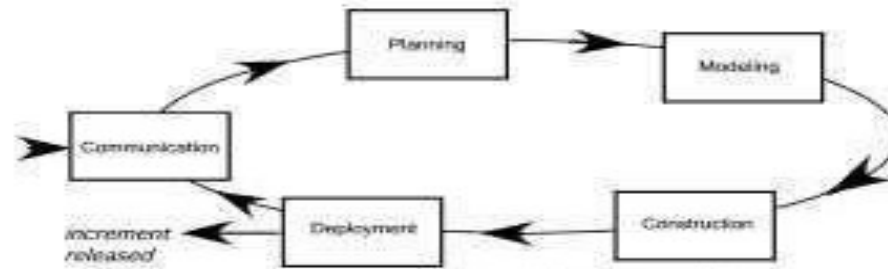 Planning
Modeling
Communication
Construction
Deployment
increment
released